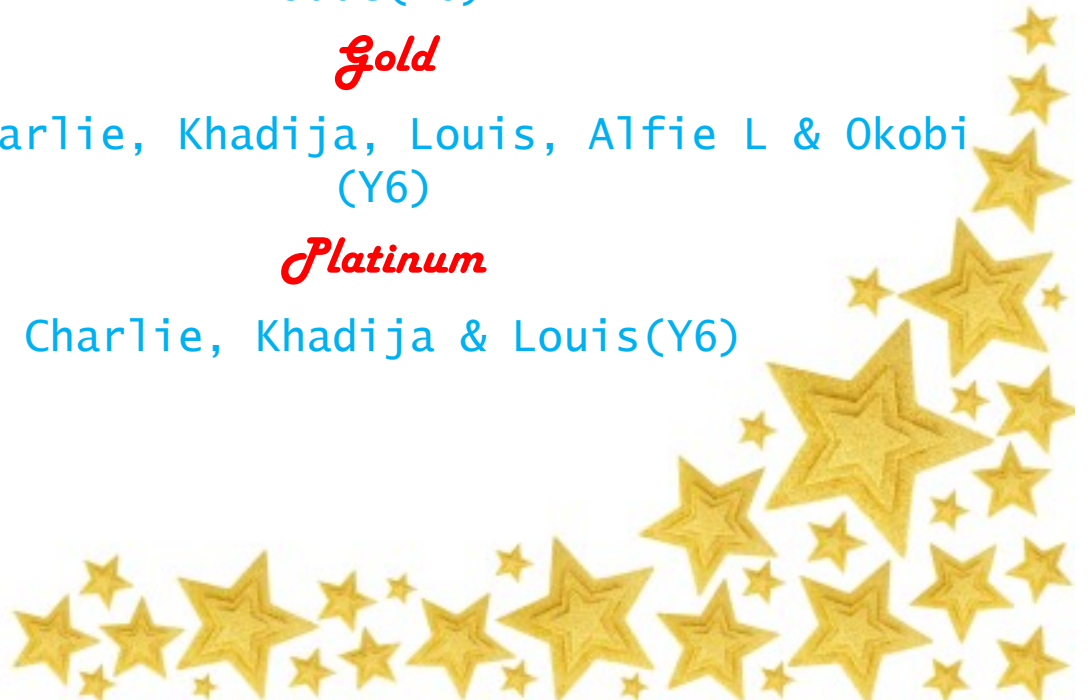 Gold
arlie, Khadija, Louis, Alfie L & Okobi
(Y6)
Platinum
Charlie, Khadija & Louis(Y6)